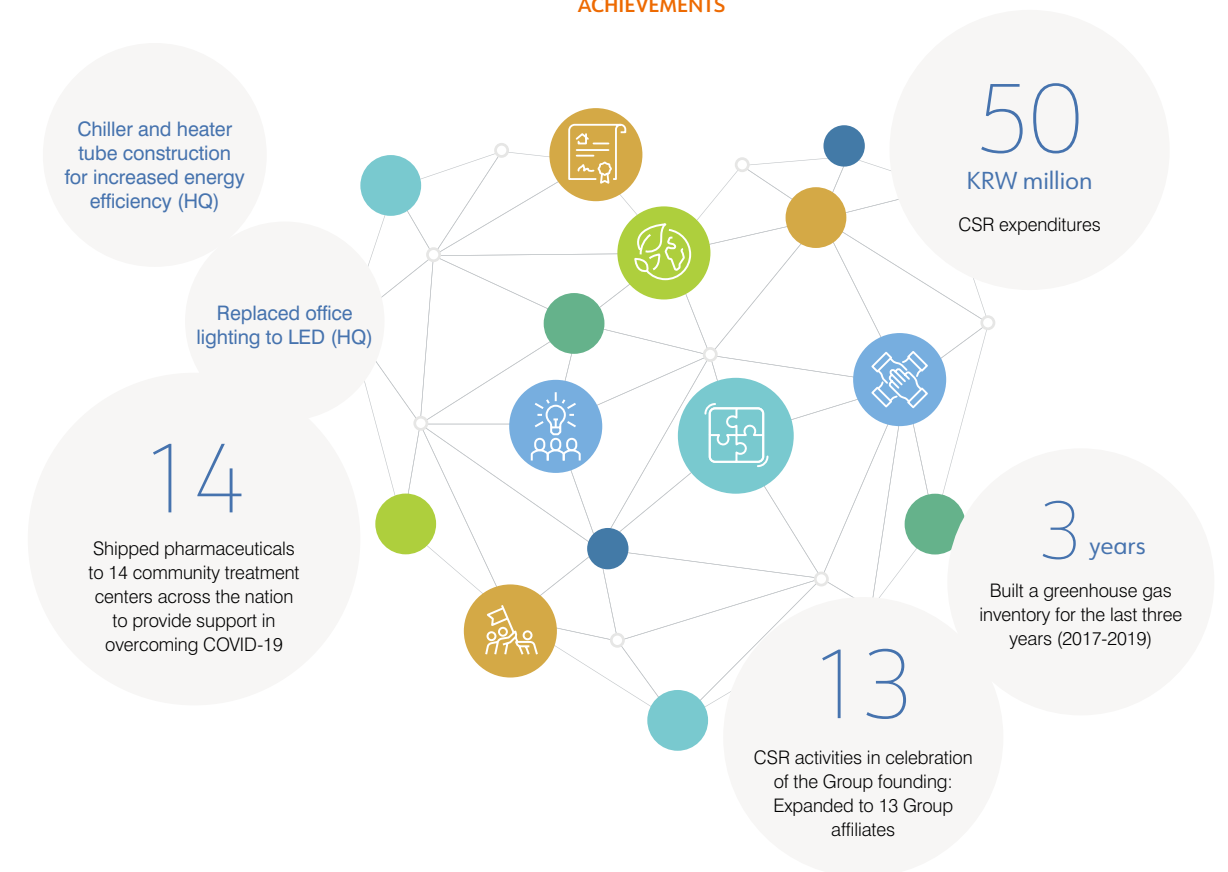 ACHIEVEMENTS
Chiller and heater
tube construction
for increased energy
efficiency (HQ)
Replaced office
lighting to LED (HQ)
14
Shipped pharmaceuticals
to 14 community treatment
centers across the nation
to provide support in
overcoming COVID-19
50
KRW million
CSR expenditures
3 years
Built a greenhouse gas
inventory for the last three
years (2017-2019)
13
CSR activities in celebration
of the Group founding:
Expanded to 13 Group
affiliates